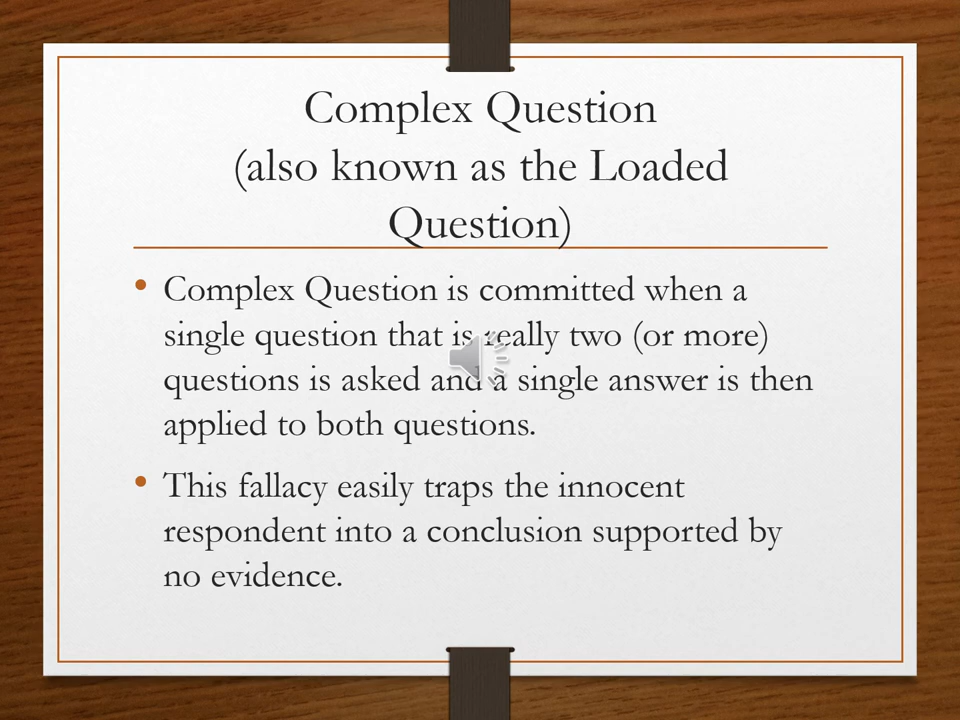 Complex Question
(also known as the Loaded
Question)
• Complex Question is committed when a
single question that is really two (or more)
questions is asked and a single answer is then
applied to both questions.
• This fallacy easily traps the innocent
respondent into a conclusion supported by
no evidence.